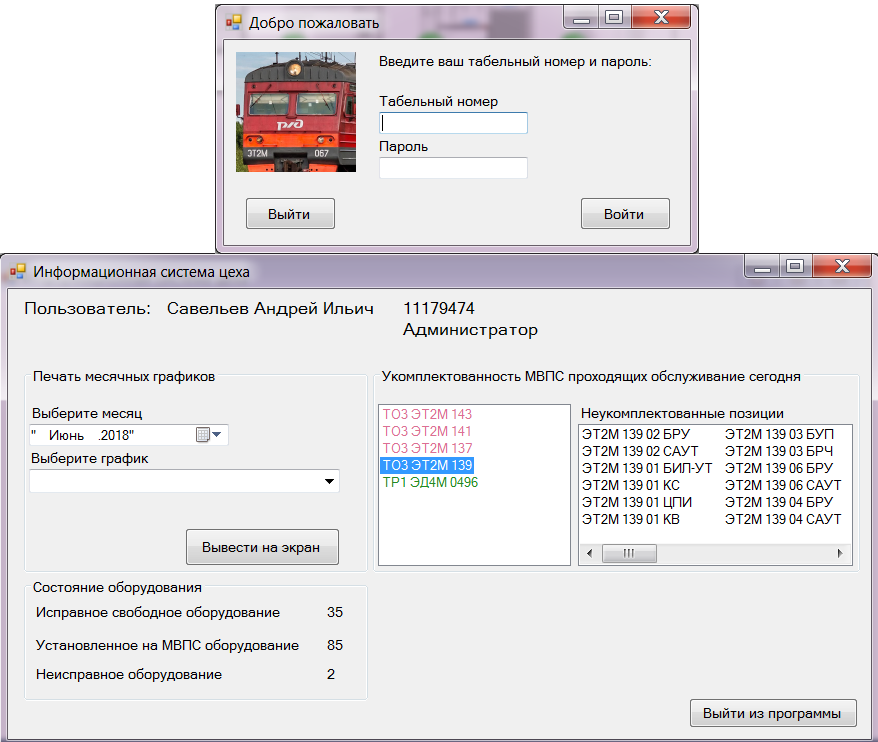 Добро пожаловать
Введите ваш табельный номер и пароль:
Табельный номер
Пароль
РЖД
ЭТ2М 067
Выйти
Войти
Информационная система цеха
Пользователь: Савельев Андрей Ильич 11179474
Администратор
Печать месячных графиков
Выберите месяц
" Июнь .2018"
Выберите график
Вывести на экран
Укомплектованность МВПС проходящих обслуживание сегодня
ТО3 ЭТ2М 143
ТО3 ЭТ2М 141
ТО3 ЭТ2М 137
ТО3 ЭТ2М 139
ТР1 ЭД4М 0496
Неукомплектованные позиции
ЭТ2М 139 02 БРУ ЭТ2М 139 03 БУП
ЭТ2М 139 02 САУТ ЭТ2М 139 03 БРЧ
ЭТ2М 139 01 БИЛ-УТ ЭТ2М 139 06 БРУ
ЭТ2М 139 01 КС ЭТ2М 139 06 САУТ
ЭТ2М 139 01 ЦПИ ЭТ2М 139 04 БРУ
ЭТ2М 139 01 КВ ЭТ2М 139 04 САУТ
Состояние оборудования
Исправное свободное оборудование 35
Установленное на МВПС оборудование 85
Неисправное оборудование 2
Выйти из программы